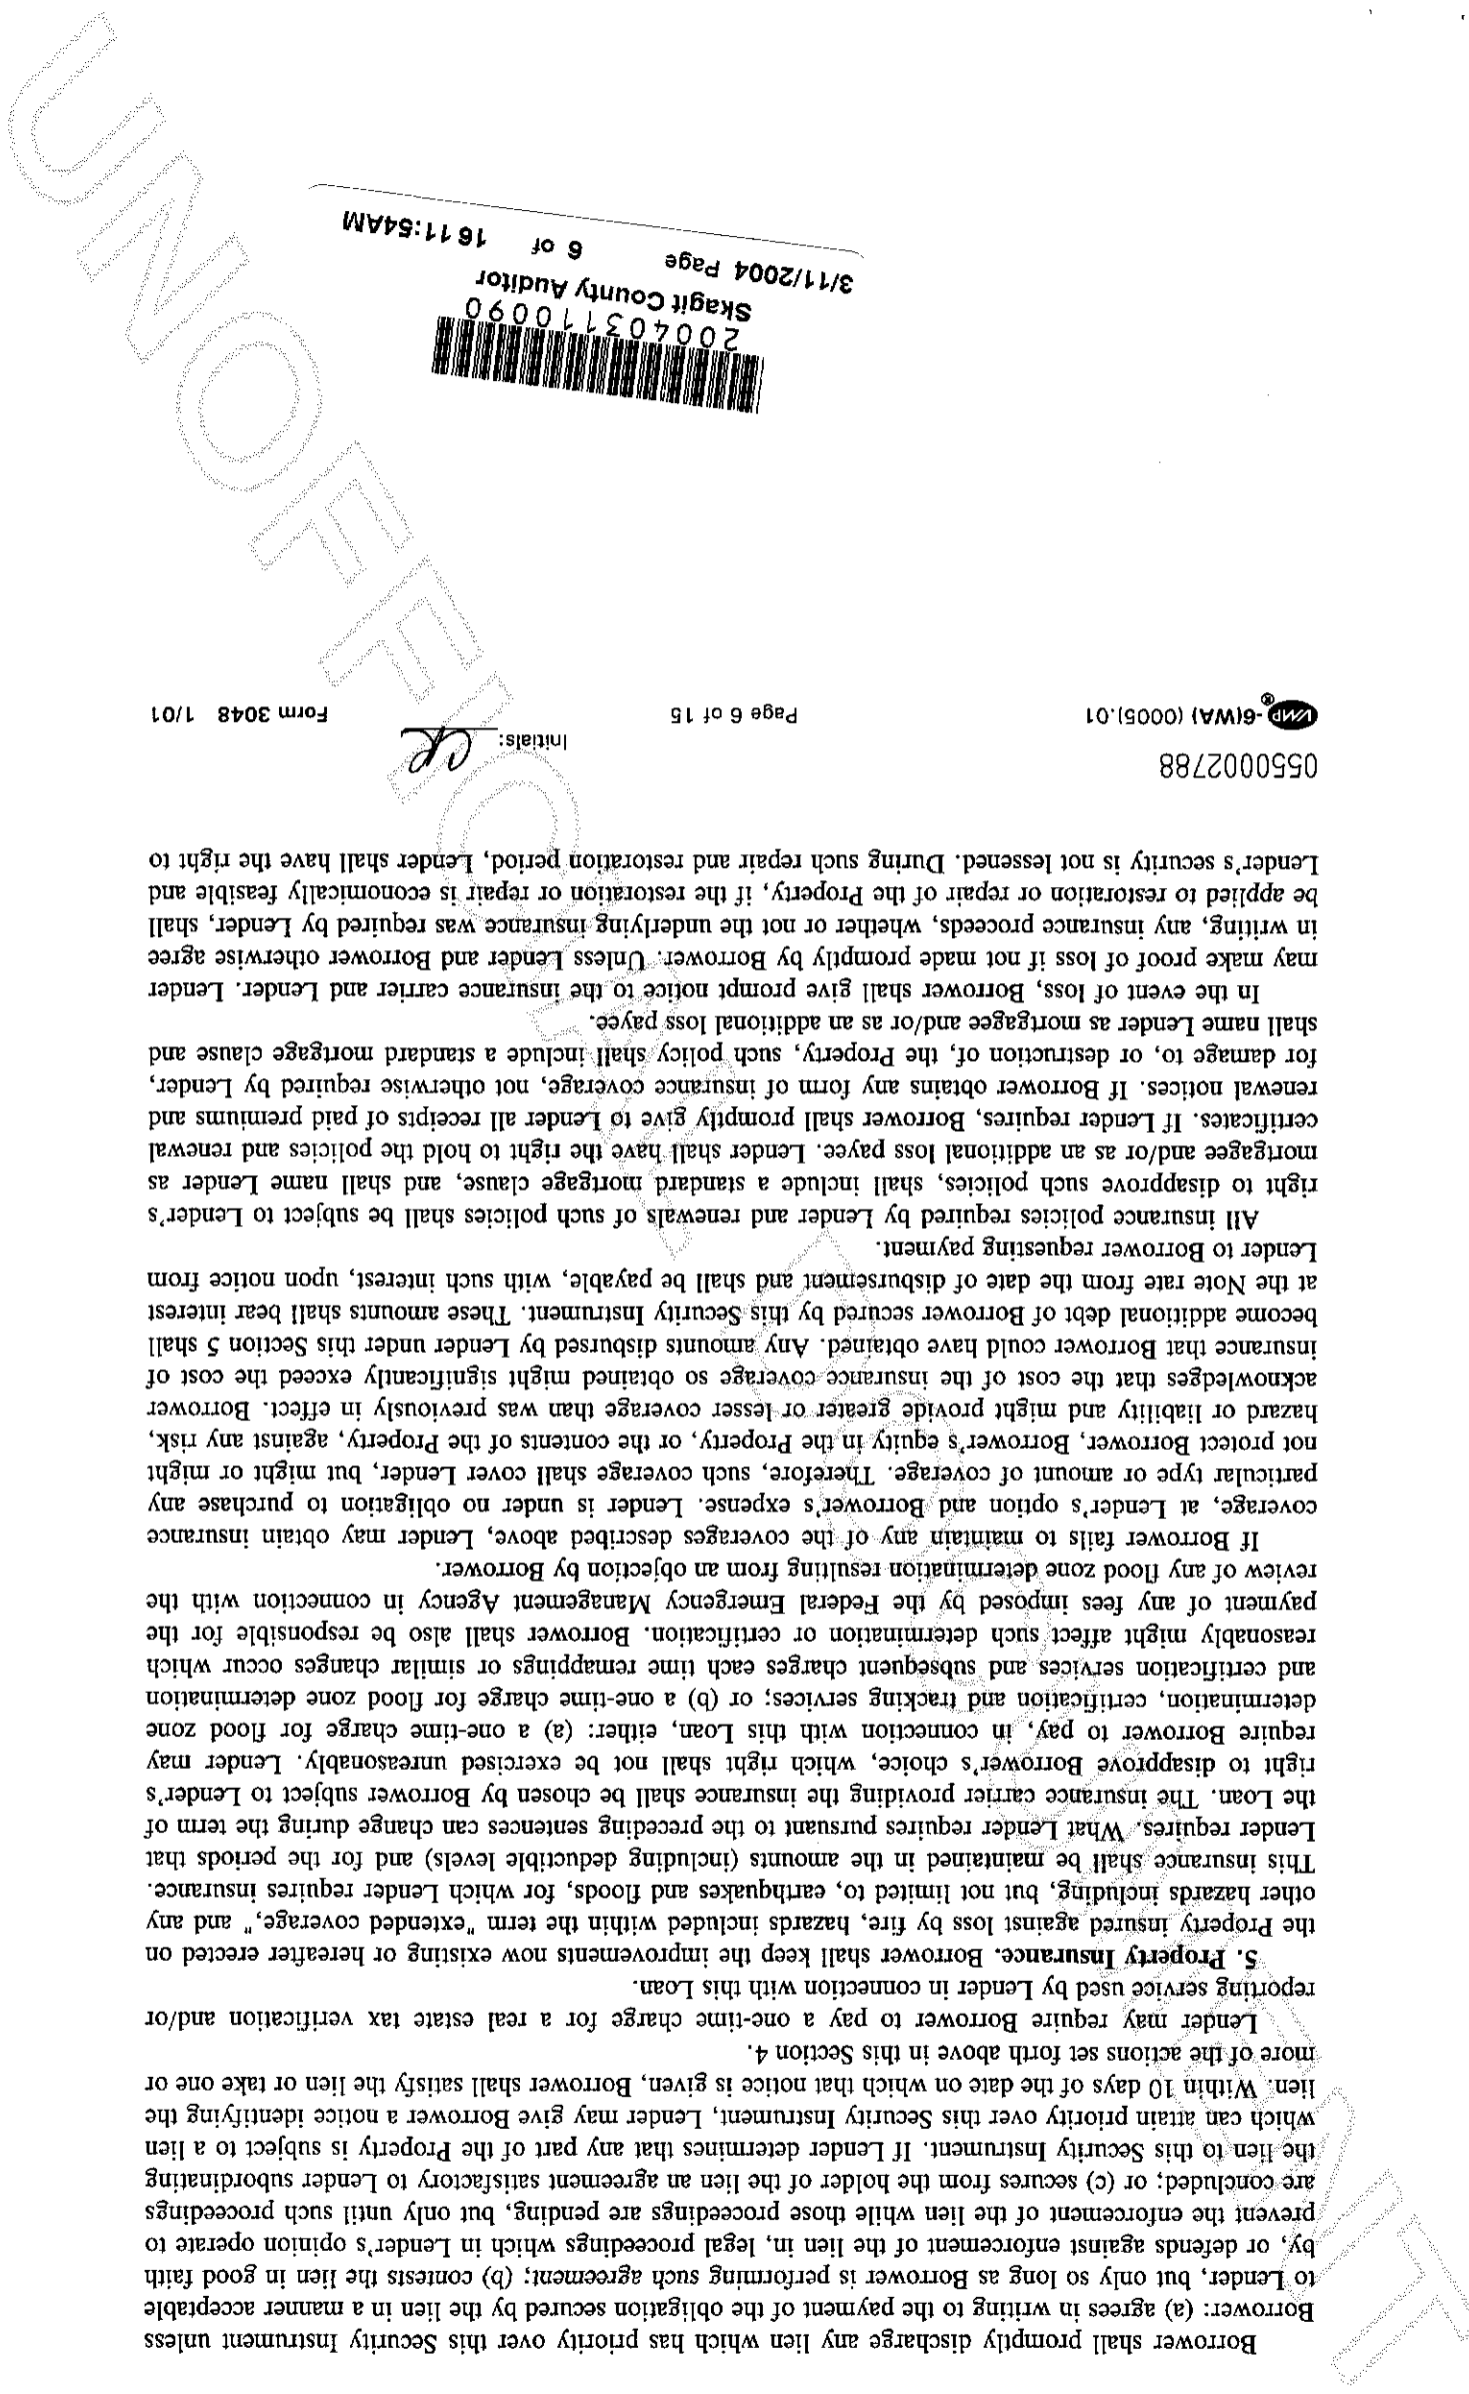 Borrower shall promptly discharge any lien which has priority over this Security Instrument unless
Borrower: (a) agrees in writing to the payment of the obligation secured by the lien in a manner acceptable
to Lender, but only so long as Borrower is performing such agreement; (b) contests the lien in good faith
by, or defends against enforcement of the lien in, legal proceedings which in Lender's opinion operate to
prevent the enforcement of the lien while those proceedings are pending, but only until such proceedings
are concluded; or (c) secures from the holder of the lien an agreement satisfactory to Lender subordinating
the lien to this Security Instrument. If Lender determines that any part of the Property is subject to a lien
which can attain priority over this Security Instrument, Lender may give Borrower a notice identifying the
lien. Within 10 days of the date on which that notice is given, Borrower shall satisfy the lien or take one or
more of the actions set forth above in this Section 4.
Lender may require Borrower to pay a one-time charge for a real estate tax verification and/or
reporting service used by Lender in connection with this Loan.
5. Property Insurance. Borrower shall keep the improvements now existing or hereafter erected on
the Property insured against loss by fire, hazards included within the term "extended coverage," and any
other hazards including, but not limited to, earthquakes and floods, for which Lender requires insurance.
This insurance shall be maintained in the amounts (including deductible levels) and for the periods that
Lender requires. What Lender requires pursuant to the preceding sentences can change during the term of
the Loan. The insurance carrier providing the insurance shall be chosen by Borrower subject to Lender's
right to disapprove Borrower's choice, which right shall not be exercised unreasonably. Lender may
require Borrower to pay, in connection with this Loan, either: (a) a one-time charge for flood zone
determination, certification and tracking services; or (b) a one-time charge for flood zone determination
and certification services and subsequent charges each time remappings or similar changes occur which
reasonably might affect such determination or certification. Borrower shall also be responsible for the
payment of any fees imposed by the Federal Emergency Management Agency in connection with the
review of any flood zone determination resulting from an objection by Borrower.
If Borrower fails to maintain any of the coverages described above, Lender may obtain insurance
coverage, at Lender's option and Borrower's expense. Lender is under no obligation to purchase any
particular type or amount of coverage. Therefore, such coverage shall cover Lender, but might or might
not protect Borrower, Borrower's equity in the Property, or the contents of the Property, against any risk,
hazard or liability and might provide greater or lesser coverage than was previously in effect. Borrower
acknowledges that the cost of the insurance coverage so obtained might significantly exceed the cost of
insurance that Borrower could have obtained. Any amounts disbursed by Lender under this Section 5 shall
become additional debt of Borrower secured by this Security Instrument. These amounts shall bear interest
at the Note rate from the date of disbursement and shall be payable, with such interest, upon notice from
Lender to Borrower requesting payment.
All insurance policies required by Lender and renewals of such policies shall be subject to Lender's
right to disapprove such policies, shall include a standard mortgage clause, and shall name Lender as
mortgagee and/or as an additional loss payee. Lender shall have the right to hold the policies and renewal
certificates. If Lender requires, Borrower shall promptly give to Lender all receipts of paid premiums and
renewal notices. If Borrower obtains any form of insurance coverage, not otherwise required by Lender,
for damage to, or destruction of, the Property, such policy shall include a standard mortgage clause and
shall name Lender as mortgagee and/or as an additional loss payee.
In the event of loss, Borrower shall give prompt notice to the insurance carrier and Lender. Lender
may make proof of loss if not made promptly by Borrower. Unless Lender and Borrower otherwise agree
in writing, any insurance proceeds, whether or not the underlying insurance was required by Lender, shall
be applied to restoration or repair of the Property, if the restoration or repair is economically feasible and
Lender's security is not lessened. During such repair and restoration period, Lender shall have the right to
0550002788
Initials: CR
VMP®-6(WA) (0005).01 Page 6 of 15 Form 3048 1/01
200403110090
Skagit County Auditor
3/11/2004 Page 6 of 16 11:54AM
UNOFFICIAL DOCUMENT